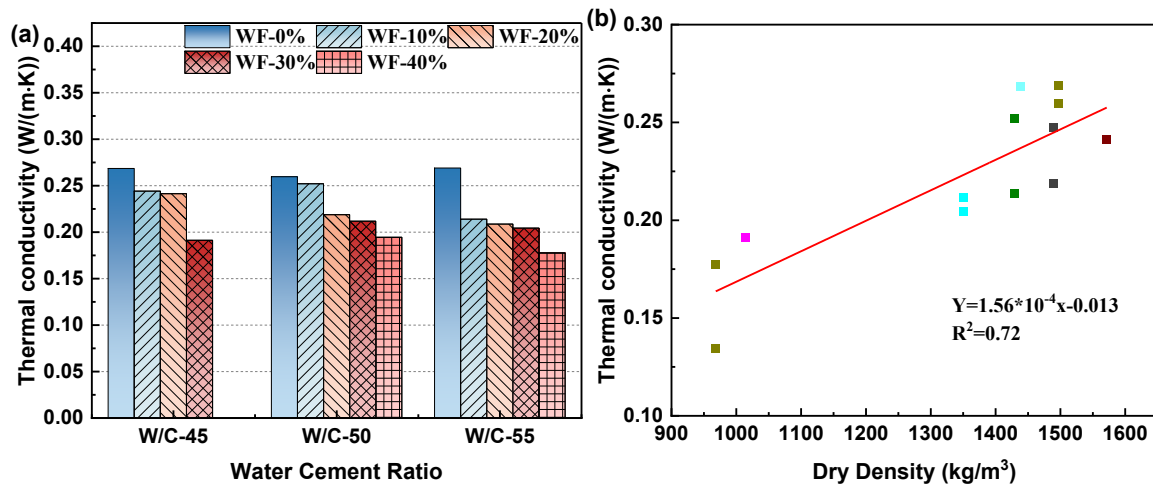 (a)
WF-0% WF-10% WF-20%
WF-30% WF-40%
Thermal conductivity (W/(m·K))
0.40
0.35
0.30
0.25
0.20
0.15
0.10
0.05
0.00
W/C-45 W/C-50 W/C-55
Water Cement Ratio
(b)
Thermal conductivity (W/(m·K))
0.30
0.25
0.20
0.15
0.10
Y=1.56*10⁻⁴x-0.013
R²=0.72
900 1000 1100 1200 1300 1400 1500 1600
Dry Density (kg/m³)